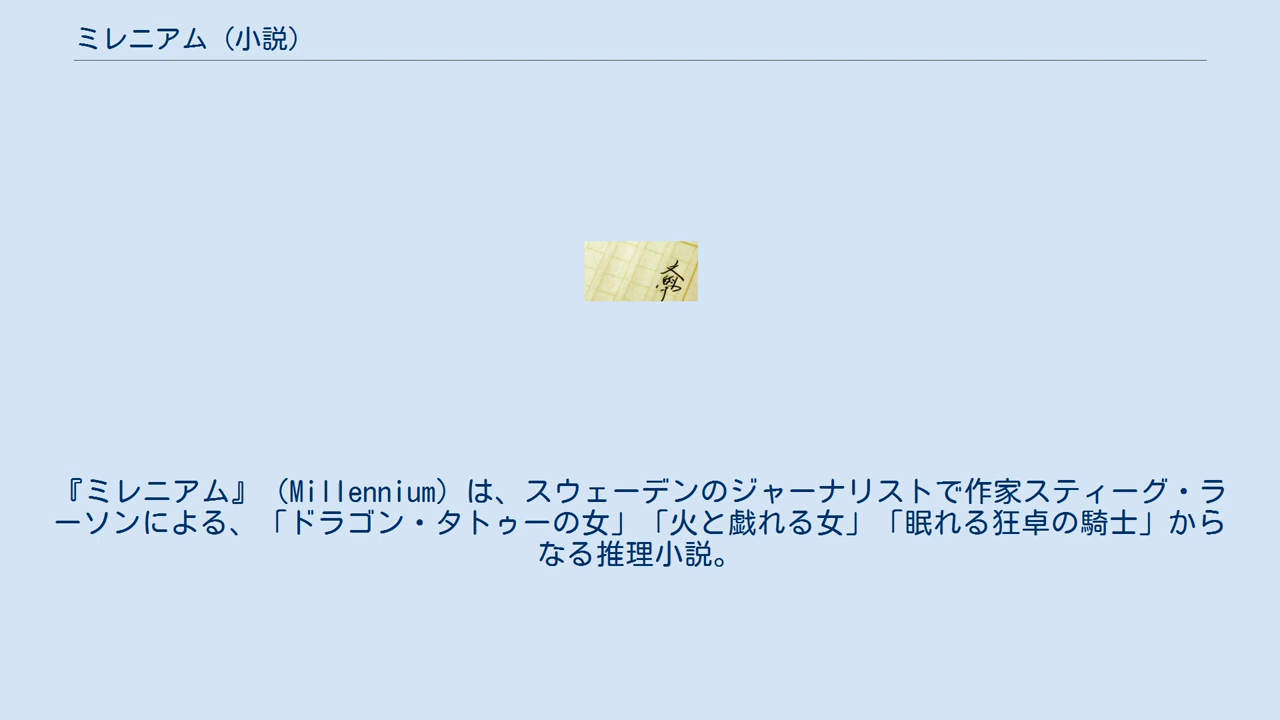 ミレニアム（小説）
『ミレニアム』（Millennium）は、スウェーデンのジャーナリストで作家スティーグ・ラ
ーソンによる、「ドラゴン・タトゥーの女」「火と戯れる女」「眠れる狂卓の騎士」から
なる推理小説。